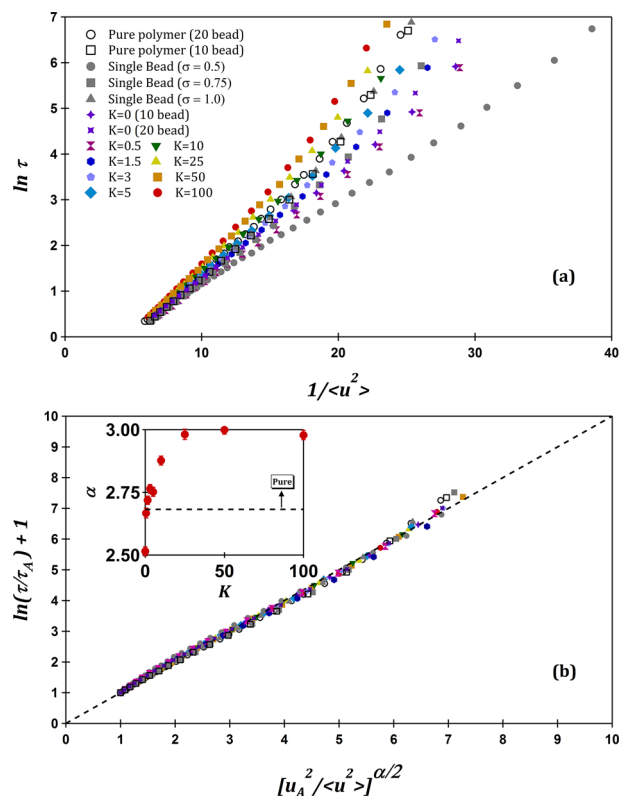 7
6
5
4
3
2
1
0
ln τ
Pure polymer (20 bead)
Pure polymer (10 bead)
Single Bead (σ = 0.5)
Single Bead (σ = 0.75)
Single Bead (σ = 1.0)
K=0 (10 bead)
K=0 (20 bead)
K=0.5 K=10
K=1.5 K=25
K=3 K=50
K=5 K=100
(a)
0 10 20 30 40
1/<u²>
10
9
8
7
6
5
4
3
2
1
0
ln(τ/τ_A) + 1
3.00
2.75
2.50
α
Pure
0 50 100
K
(b)
0 1 2 3 4 5 6 7 8 9 10
[u_A²/<u²>]^α/2